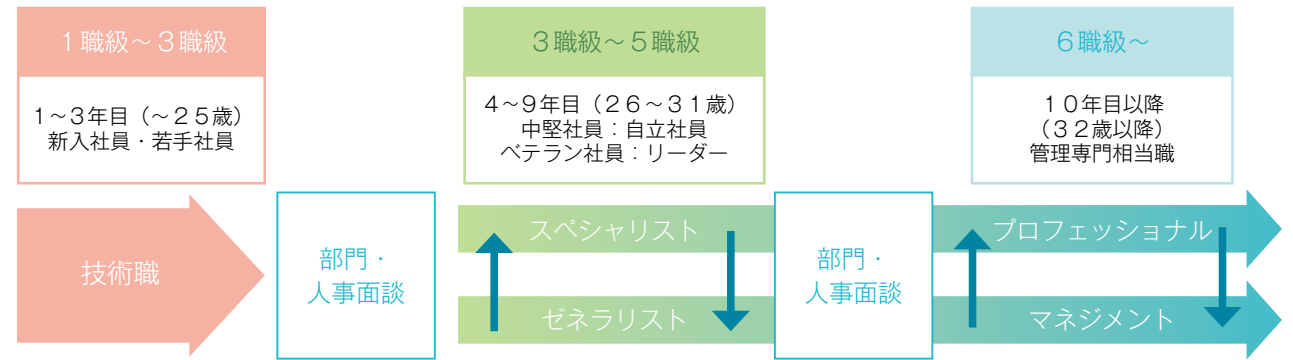 １職級～３職級
１～３年目（～２５歳）
新入社員・若手社員
３職級～５職級
４～９年目（２６～３１歳）
中堅社員：自立社員
ベテラン社員：リーダー
６職級～
１０年目以降
（３２歳以降）
管理専門相当職
技術職
部門・
人事面談
スペシャリスト
ゼネラリスト
部門・
人事面談
プロフェッショナル
マネジメント